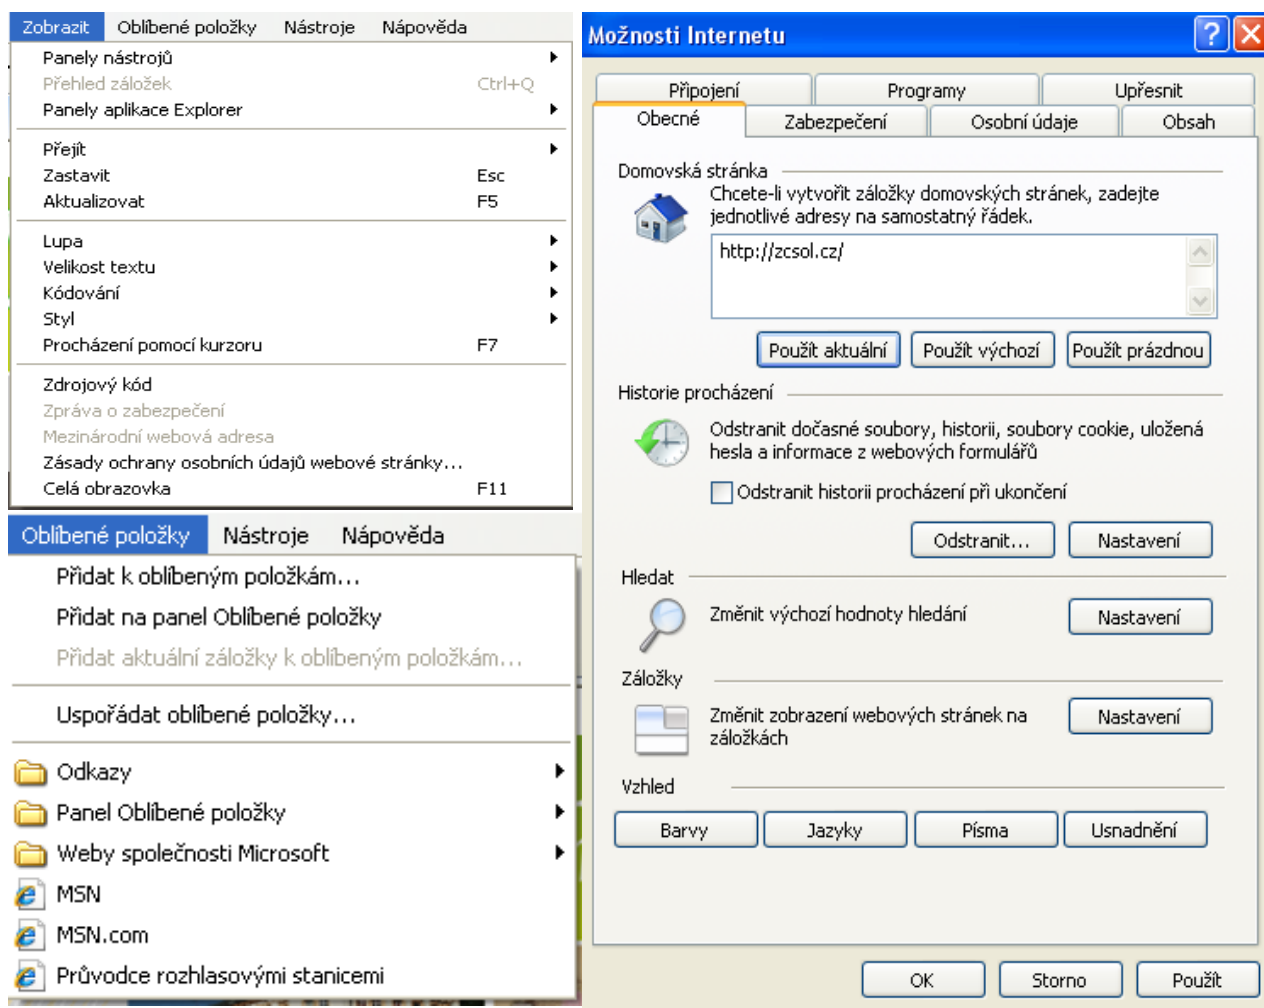 Zobrazit Oblíbené položky Nástroje Nápověda
Panely nástrojů
Přehled záložek Ctrl+Q
Panely aplikace Explorer
Přejít
Zastavit Esc
Aktualizovat F5
Lupa
Velikost textu
Kódování
Styl
Procházení pomocí kurzoru F7
Zdrojový kód
Zpráva o zabezpečení
Mezinárodní webová adresa
Zásady ochrany osobních údajů webové stránky...
Celá obrazovka F11
Oblíbené položky Nástroje Nápověda
Přidat k oblíbeným položkám...
Přidat na panel Oblíbené položky
Přidat aktuální záložky k oblíbeným položkám...
Uspořádat oblíbené položky...
Odkazy
Panel Oblíbené položky
Weby společnosti Microsoft
MSN
MSN.com
Průvodce rozhlasovými stanicemi
Možnosti Internetu
Připojení Programy Upřesnit
Obecné Zabezpečení Osobní údaje Obsah
Domovská stránka
Chcete-li vytvořit záložky domovských stránek, zadejte
jednotlivé adresy na samostatný řádek.
http://zcsol.cz/
Použít aktuální Použít výchozí Použít prázdnou
Historie procházení
Odstranit dočasné soubory, historii, soubory cookie, uložená
hesla a informace z webových formulářů
Odstranit historii procházení při ukončení
Odstranit... Nastavení
Hledat
Změnit výchozí hodnoty hledání Nastavení
Záložky
Změnit zobrazení webových stránek na
záložkách
Nastavení
Vzhled
Barvy Jazyky Písma Usnadnění
OK Storno Použít